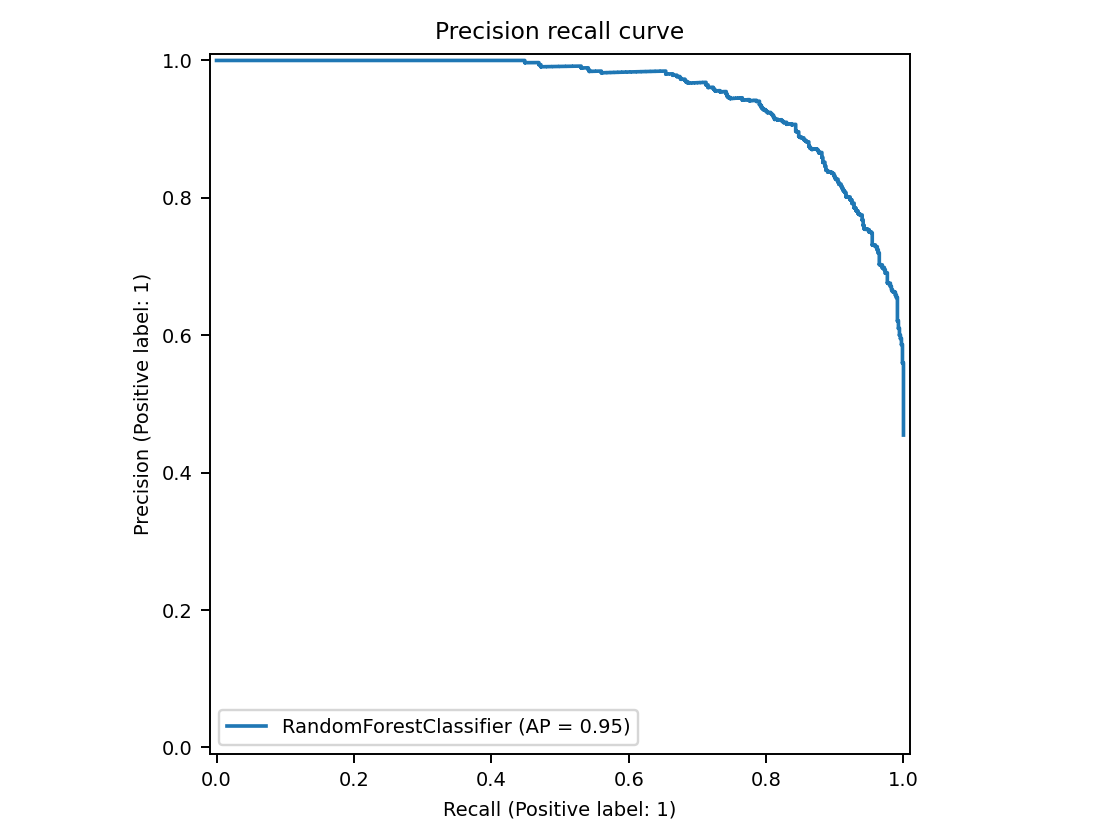 Precision recall curve
1.0
0.8
0.6
0.4
0.2
0.0
Precision (Positive label: 1)
RandomForestClassifier (AP = 0.95)
0.0 0.2 0.4 0.6 0.8 1.0
Recall (Positive label: 1)